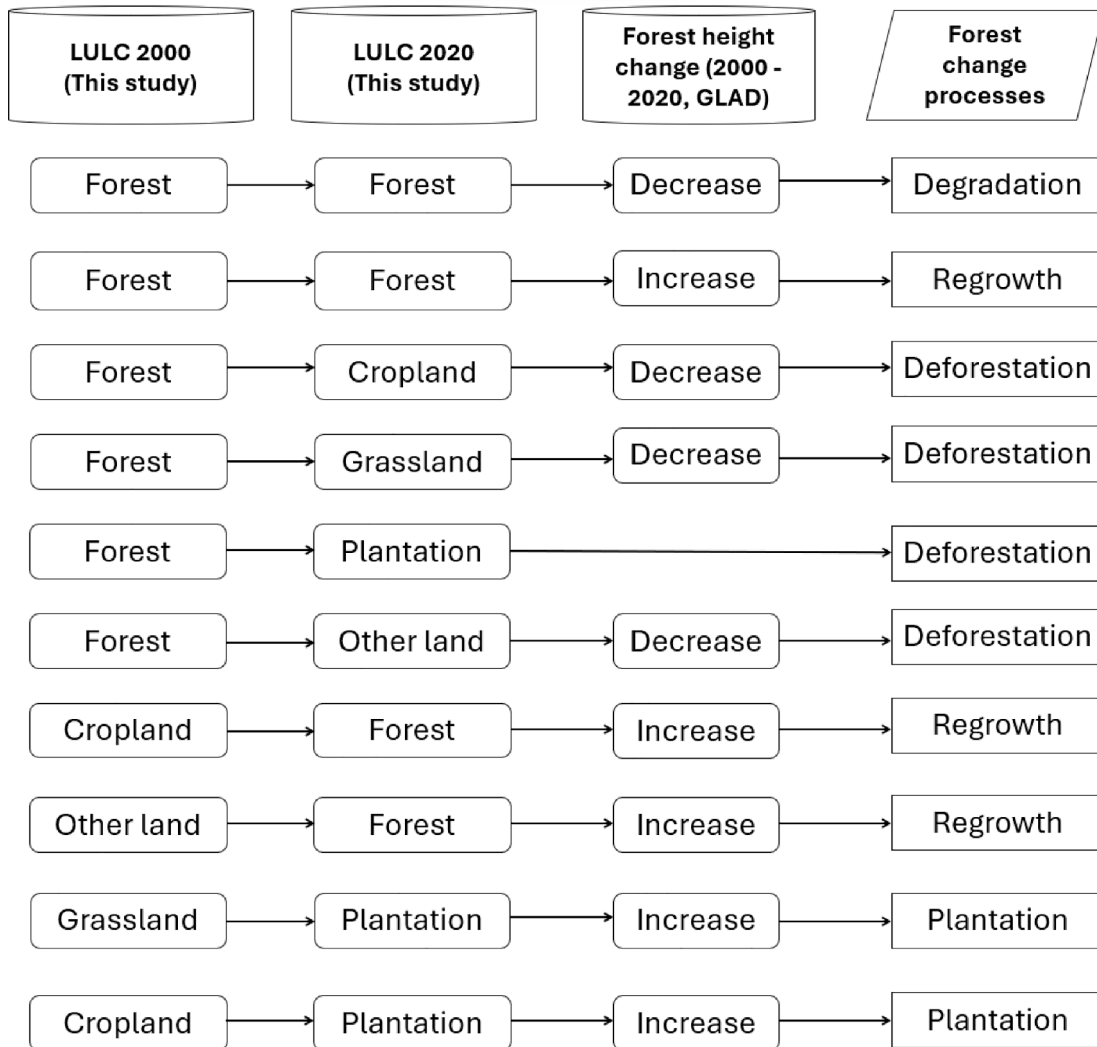 LULC 2000
(This study)
LULC 2020
(This study)
Forest height
change (2000 -
2020, GLAD)
Forest
change
processes
Forest
Forest
Decrease
Degradation
Forest
Forest
Increase
Regrowth
Forest
Cropland
Decrease
Deforestation
Forest
Grassland
Decrease
Deforestation
Forest
Plantation
Deforestation
Forest
Other land
Decrease
Deforestation
Cropland
Forest
Increase
Regrowth
Other land
Forest
Increase
Regrowth
Grassland
Plantation
Increase
Plantation
Cropland
Plantation
Increase
Plantation